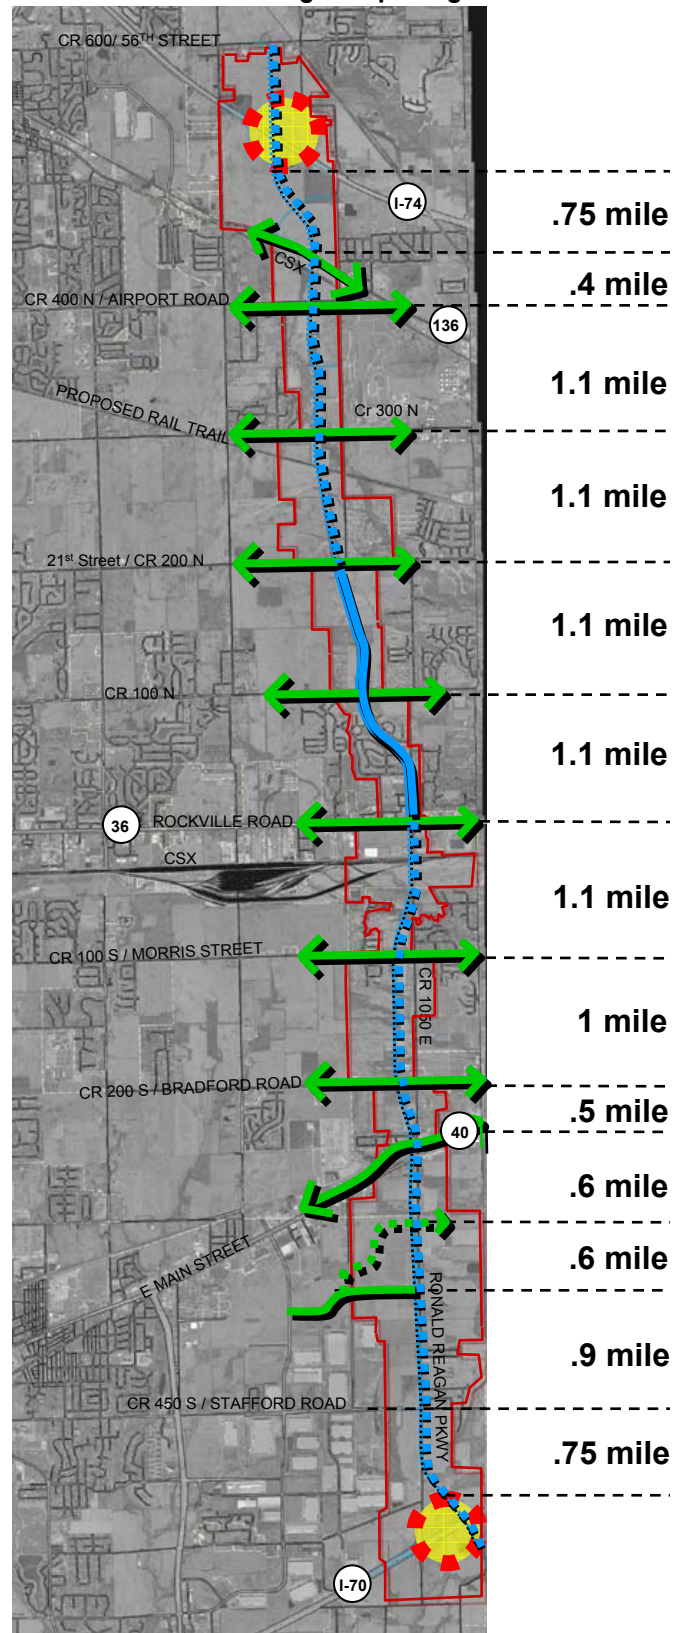 CR 600/ 56TH STREET
I-74
.75 mile
CSX
.4 mile
CR 400 N / AIRPORT ROAD
136
1.1 mile
PROPOSED RAIL TRAIL
Cr 300 N
1.1 mile
21st Street / CR 200 N
1.1 mile
CR 100 N
1.1 mile
36
ROCKVILLE ROAD
CSX
1.1 mile
CR 100 S / MORRIS STREET
CR 1050 E
1 mile
CR 200 S / BRADFORD ROAD
.5 mile
40
.6 mile
E MAIN STREET
.6 mile
RONALD REAGAN PKWY
.9 mile
CR 450 S / STAFFORD ROAD
.75 mile
I-70